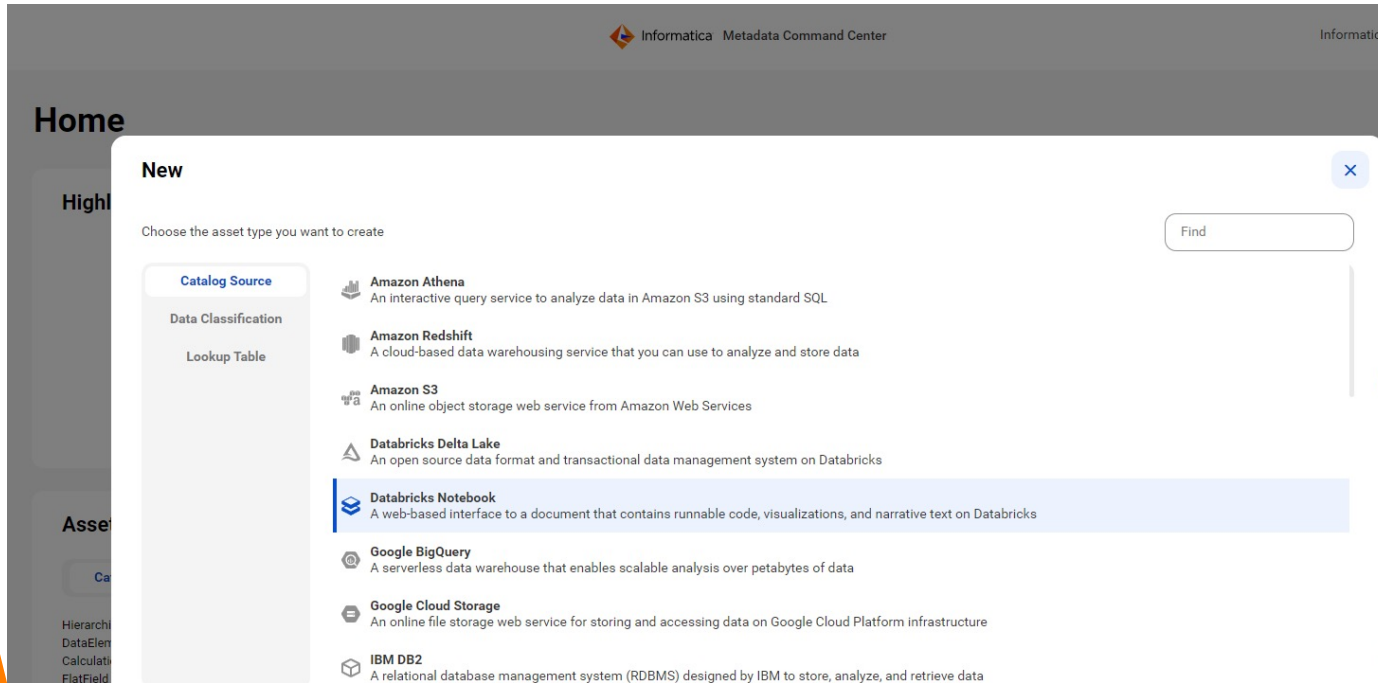 Informatica Metadata Command Center
Informatic
Home
New
Highl
Choose the asset type you want to create
Find
Catalog Source
Data Classification
Lookup Table
Amazon Athena
An interactive query service to analyze data in Amazon S3 using standard SQL
Amazon Redshift
A cloud-based data warehousing service that you can use to analyze and store data
Amazon S3
An online object storage web service from Amazon Web Services
Databricks Delta Lake
An open source data format and transactional data management system on Databricks
Databricks Notebook
A web-based interface to a document that contains runnable code, visualizations, and narrative text on Databricks
Google BigQuery
A serverless data warehouse that enables scalable analysis over petabytes of data
Google Cloud Storage
An online file storage web service for storing and accessing data on Google Cloud Platform infrastructure
IBM DB2
A relational database management system (RDBMS) designed by IBM to store, analyze, and retrieve data
Asset
Cat
Hierarchi
DataElem
Calculati
FlatField